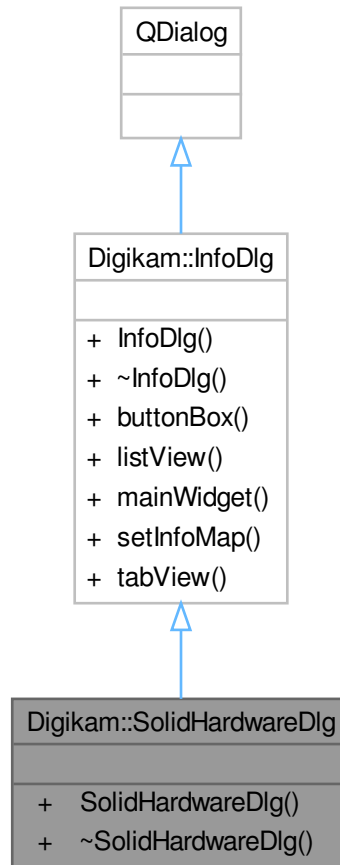 QDialog
Digikam::InfoDlg
+ InfoDlg()
+ ~InfoDlg()
+ buttonBox()
+ listView()
+ mainWidget()
+ setInfoMap()
+ tabView()
Digikam::SolidHardwareDlg
+ SolidHardwareDlg()
+ ~SolidHardwareDlg()